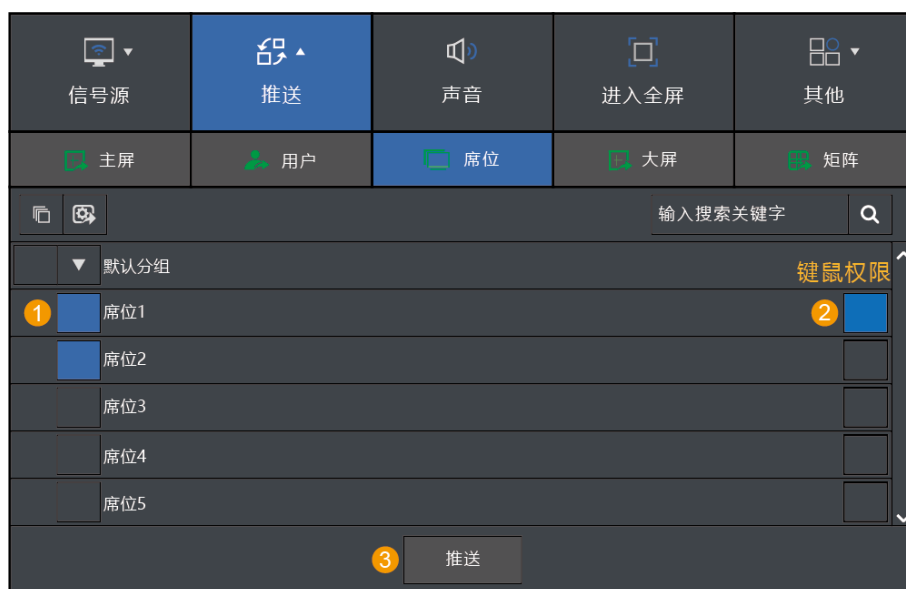 信号源 推送 声音 进入全屏 其他
主屏 用户 席位 大屏 矩阵
输入搜索关键字
默认分组
键鼠权限
1 席位1 2
席位2
席位3
席位4
席位5
3 推送